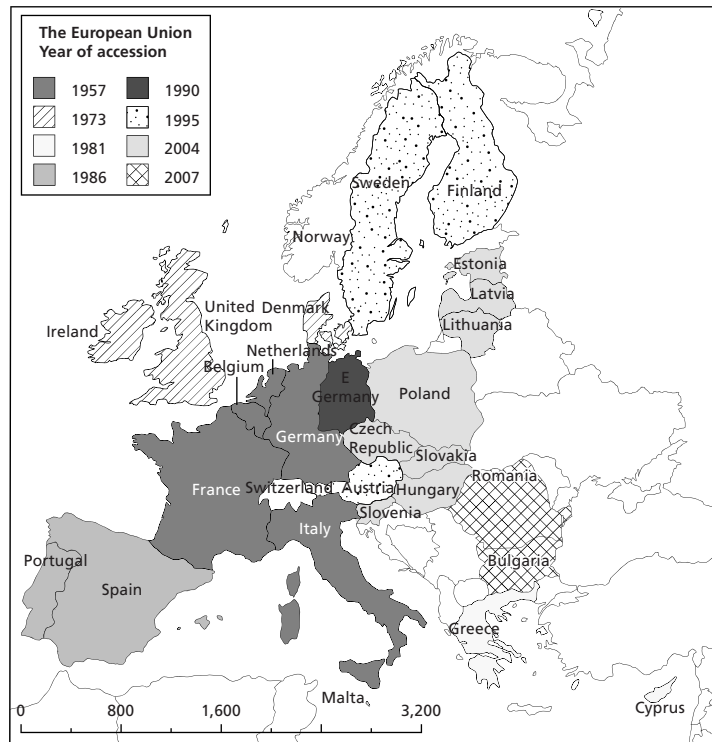 The European Union
Year of accession
1957
1990
1973
1995
1981
2004
1986
2007
Sweden
Finland
Norway
Estonia
Latvia
Lithuania
United
Kingdom
Denmark
Ireland
Netherlands
Belgium
E
Germany
Poland
Germany
Czech
Republic
Slovakia
France
Switzerland
Austria
Hungary
Romania
Slovenia
Italy
Bulgaria
Portugal
Spain
Greece
Malta
Cyprus
0 800 1,600 3,200